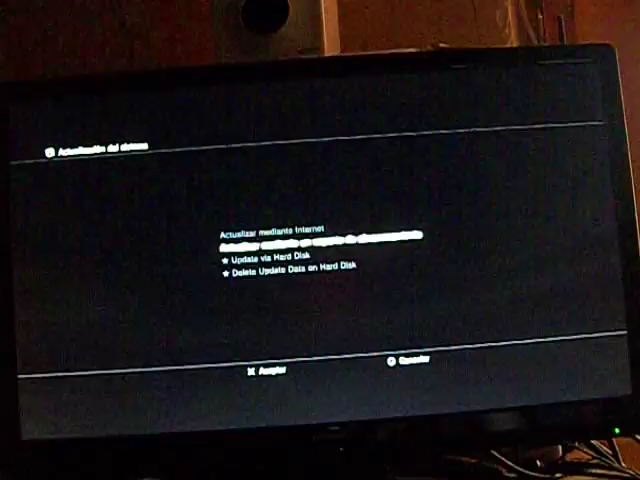 Actualización del sistema
Actualizar mediante Internet
Actualizar mediante un soporte de almacenamiento
★ Update via Hard Disk
★ Delete Update Data on Hard Disk
Aceptar
Cancelar